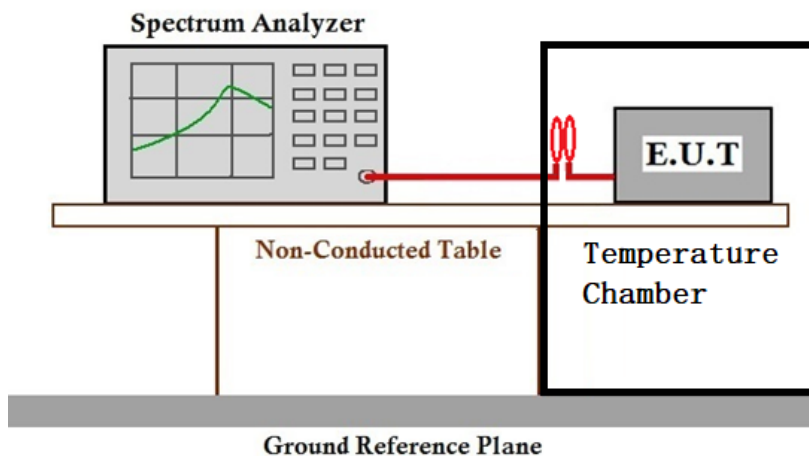 Spectrum Analyzer
E.U.T
Non-Conducted Table
Temperature
Chamber
Ground Reference Plane